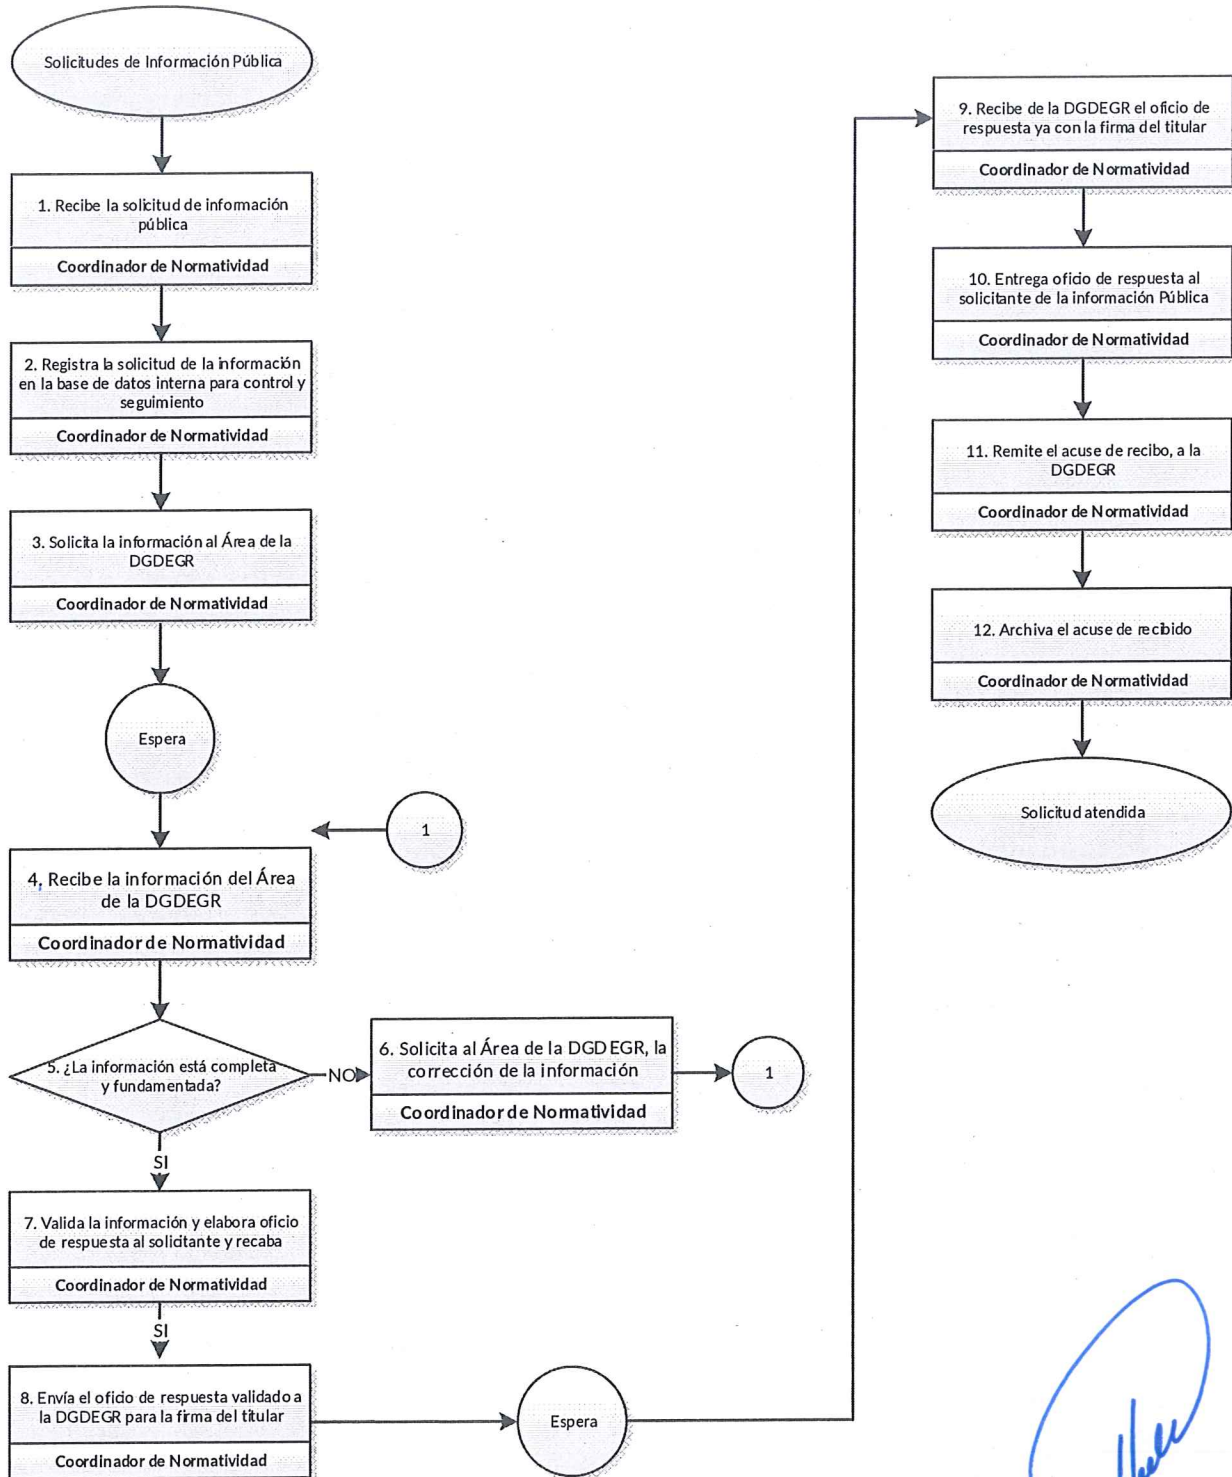 Solicitudes de Información Pública
1. Recibe la solicitud de información
pública
Coordinador de Normatividad
2. Registra la solicitud de la información
en la base de datos interna para control y
seguimiento
Coordinador de Normatividad
3. Solicita la información al Área de la
DGDEGR
Coordinador de Normatividad
Espera
1
4. Recibe la información del Área
de la DGDEGR
Coordinador de Normatividad
5. ¿La información está completa
y fundamentada?
NO
6. Solicita al Área de la DGDEGR, la
corrección de la información
Coordinador de Normatividad
1
SI
7. Valida la información y elabora oficio
de respuesta al solicitante y recaba
Coordinador de Normatividad
SI
8. Envía el oficio de respuesta validado a
la DGDEGR para la firma del titular
Coordinador de Normatividad
Espera
9. Recibe de la DGDEGR el oficio de
respuesta ya con la firma del titular
Coordinador de Normatividad
10. Entrega oficio de respuesta al
solicitante de la información Pública
Coordinador de Normatividad
11. Remite el acuse de recibo, a la
DGDEGR
Coordinador de Normatividad
12. Archiva el acuse de recibido
Coordinador de Normatividad
Solicitud atendida